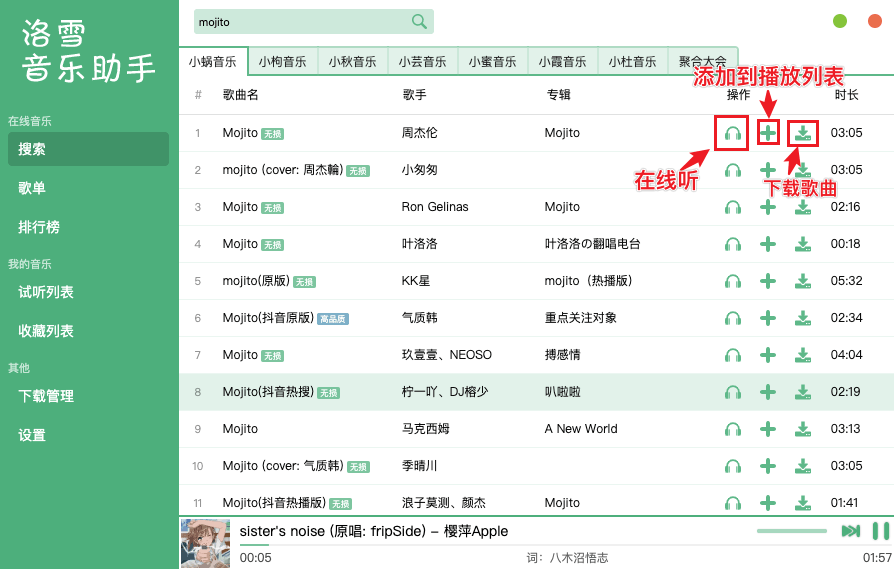 洛雪
音乐助手
mojito
小蜗音乐 小枸音乐 小秋音乐 小芸音乐 小蜜音乐 小霞音乐 小杜音乐 聚合大会
添加到播放列表
# 歌曲名 歌手 专辑 操作 时长
在线音乐
搜索
歌单
排行榜
我的音乐
试听列表
收藏列表
其他
下载管理
设置
1 Mojito 无损 周杰伦 Mojito 03:05
2 mojito (cover: 周杰輪) 无损 小匆匆 03:05
在线听
下载歌曲
3 Mojito 无损 Ron Gelinas Mojito 02:16
4 Mojito 无损 叶洛洛 叶洛洛の翻唱电台 00:18
5 mojito(原版) 无损 KK星 mojito（热播版） 05:32
6 Mojito(抖音原版) 高品质 气质韩 重点关注对象 02:34
7 Mojito 无损 玖壹壹、NEOSO 搏感情 04:04
8 Mojito(抖音热搜) 无损 柠一吖、DJ榕少 叭啦啦 02:19
9 Mojito 马克西姆 A New World 03:13
10 Mojito (cover: 气质韩) 无损 季晴川 03:05
11 Mojito(抖音热播版) 无损 浪子莫测、颜杰 Mojito 01:41
sister's noise (原唱: fripSide) – 樱萍Apple
00:05 词：八木沼悟志 01:57